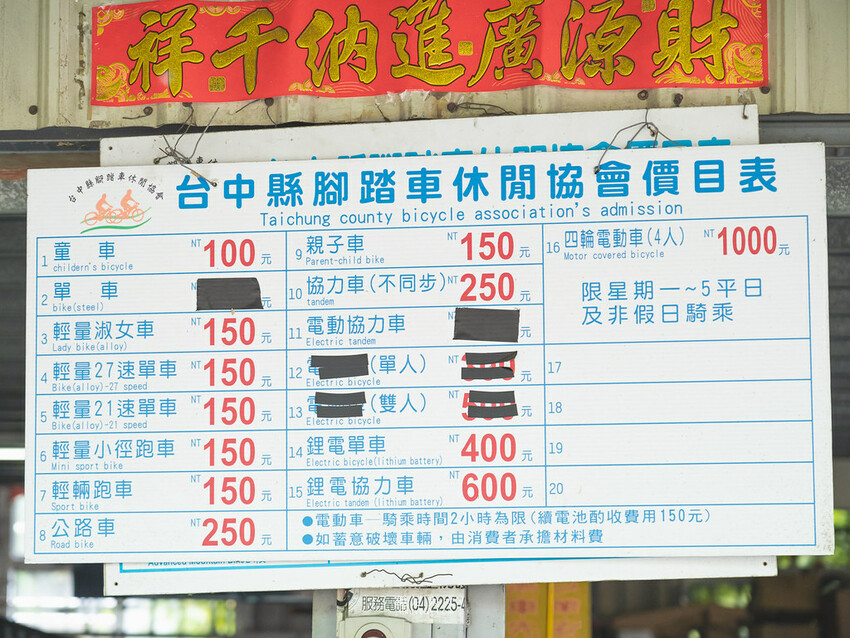 財源廣進納千祥
台中縣腳踏車休閒協會
台中縣腳踏車休閒協會價目表
Taichung county bicycle association's admission
1 童 車 NT 100 元
childern's bicycle
2 單 車 元
bike(steel)
3 輕量淑女車 NT 150 元
Lady bike(alloy)
4 輕量27速單車 NT 150 元
Bike(alloy)-27 speed
5 輕量21速單車 NT 150 元
Bike(alloy)-21 speed
6 輕量小徑跑車 NT 150 元
Mini sport bike
7 輕輛跑車 NT 150 元
Sport bike
8 公路車 NT 250 元
Road bike
9 親子車 NT 150 元
Parent-child bike
10 協力車(不同步) NT 250 元
tandem
11 電動協力車 元
Electric tandem
12 (單人) NT 元
Electric bicycle
13 (雙人) NT 元
Electric bicycle
14 鋰電單車 NT 400 元
Electric bicycle(lithium battery)
15 鋰電協力車 NT 600 元
Electric tandem (lithium battery)
●電動車—騎乘時間2小時為限(續電池酌收費用150元)
●如蓄意破壞車輛，由消費者承擔材料費
16 四輪電動車(4人) NT 1000 元
Motor covered bicycle
限星期一~5平日
及非假日騎乘
17
18
19
20
服務電話(04)2225-4